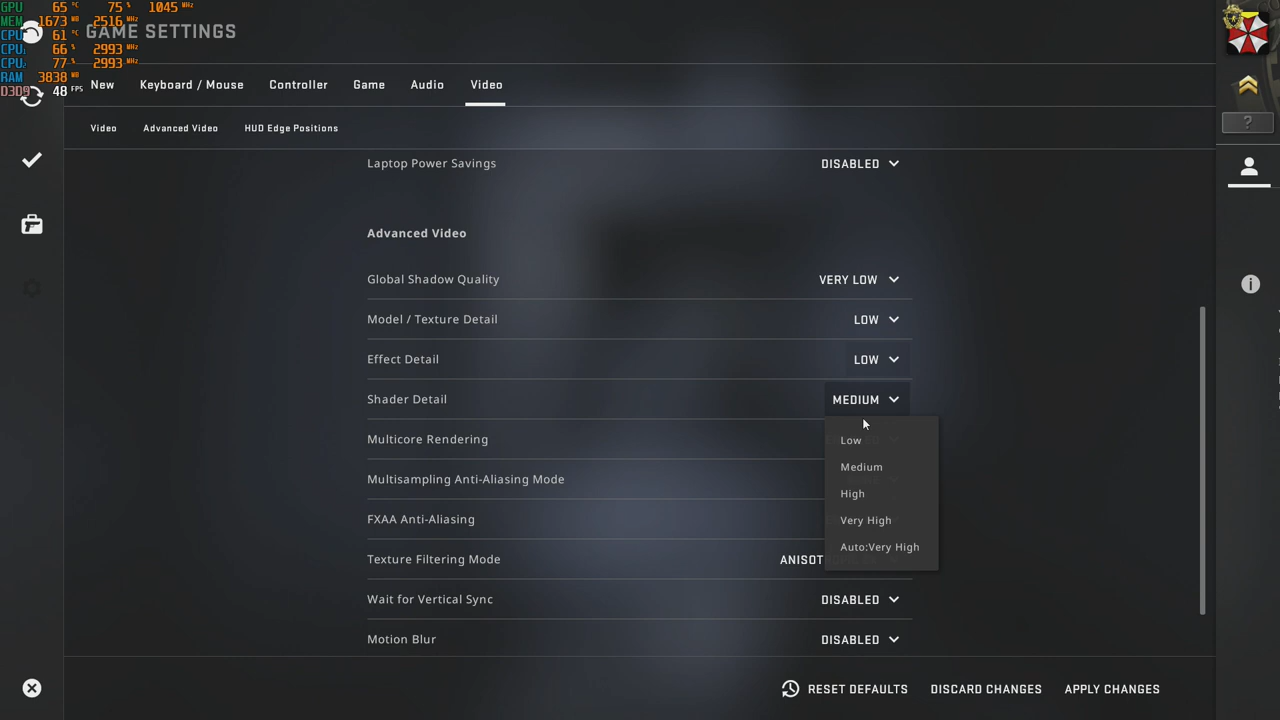 GPU 65 °C 75 % 1045 MHz
MEM 1673 MB 2516 MHz
CPU 61 °C
CPU₁ 66 % 2993 MHz
CPU₂ 77 % 2993 MHz
RAM 3838 MB
D3D9 48 FPS
GAME SETTINGS
New Keyboard / Mouse Controller Game Audio Video
Video Advanced Video HUD Edge Positions
Laptop Power Savings DISABLED
Advanced Video
Global Shadow Quality VERY LOW
Model / Texture Detail LOW
Effect Detail LOW
Shader Detail MEDIUM
Low
Multicore Rendering
Medium
Multisampling Anti-Aliasing Mode
High
FXAA Anti-Aliasing
Very High
Auto:Very High
Texture Filtering Mode ANISOT
Wait for Vertical Sync DISABLED
Motion Blur DISABLED
RESET DEFAULTS DISCARD CHANGES APPLY CHANGES
?